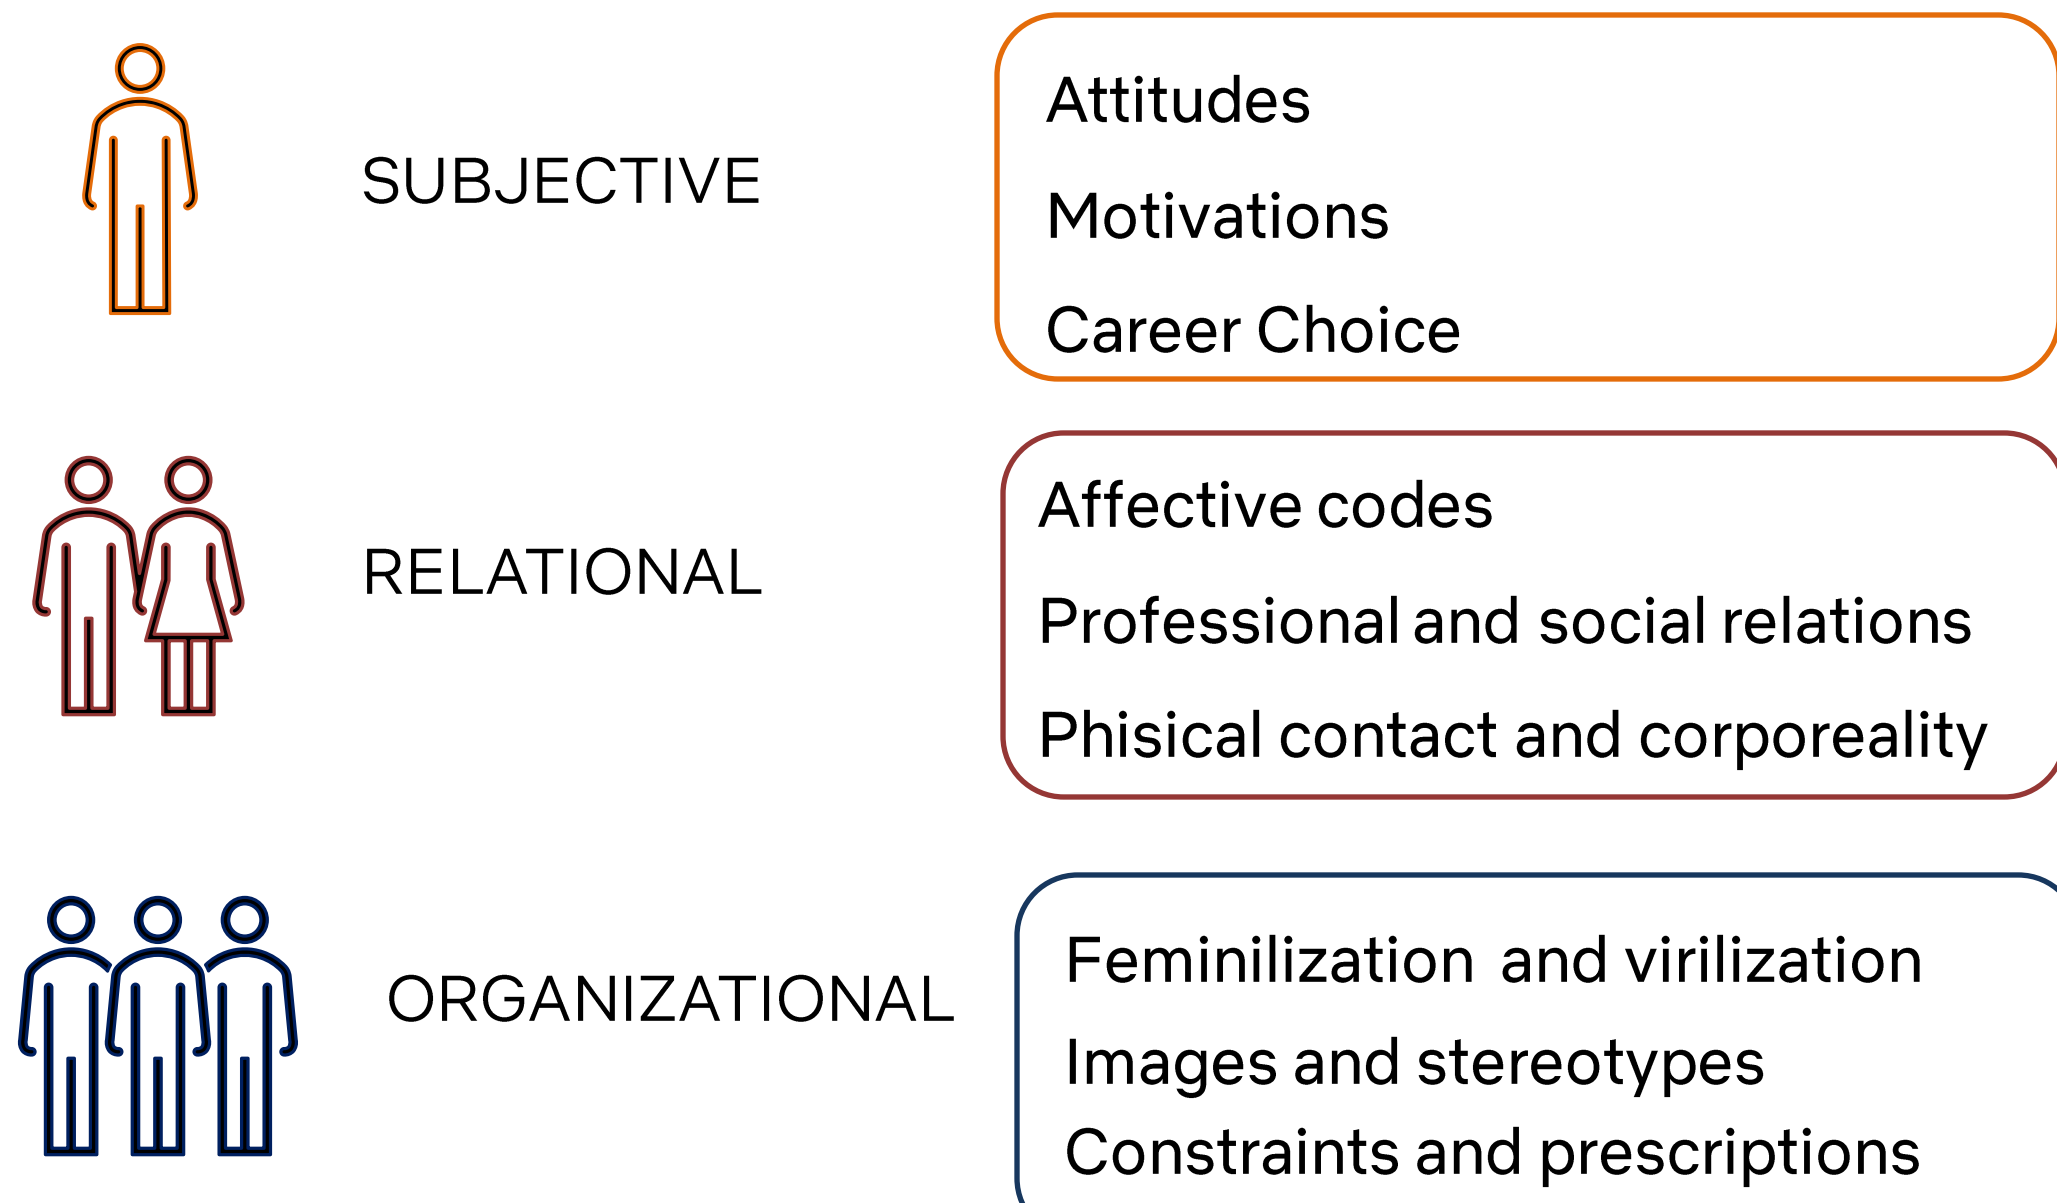 SUBJECTIVE
Attitudes
Motivations
Career Choice
RELATIONAL
Affective codes
Professional and social relations
Phisical contact and corporeality
ORGANIZATIONAL
Feminilization and virilization
Images and stereotypes
Constraints and prescriptions